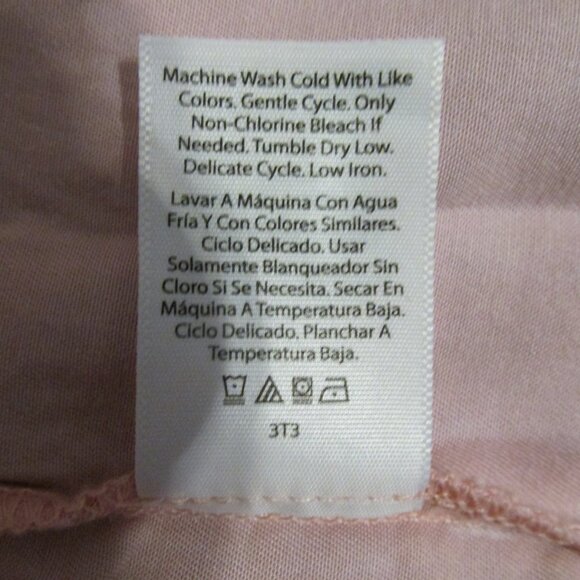 Machine Wash Cold With Like
Colors. Gentle Cycle. Only
Non-Chlorine Bleach If
Needed. Tumble Dry Low.
Delicate Cycle. Low Iron.
Lavar A Máquina Con Agua
Fría Y Con Colores Similares.
Ciclo Delicado. Usar
Solamente Blanqueador Sin
Cloro Si Se Necesita. Secar En
Máquina A Temperatura Baja.
Ciclo Delicado. Planchar A
Temperatura Baja.
3T3